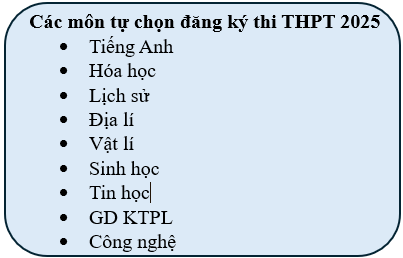 Các môn tự chọn đăng ký thi THPT 2025
• Tiếng Anh
• Hóa học
• Lịch sử
• Địa lí
• Vật lí
• Sinh học
• Tin học
• GD KTPL
• Công nghệ